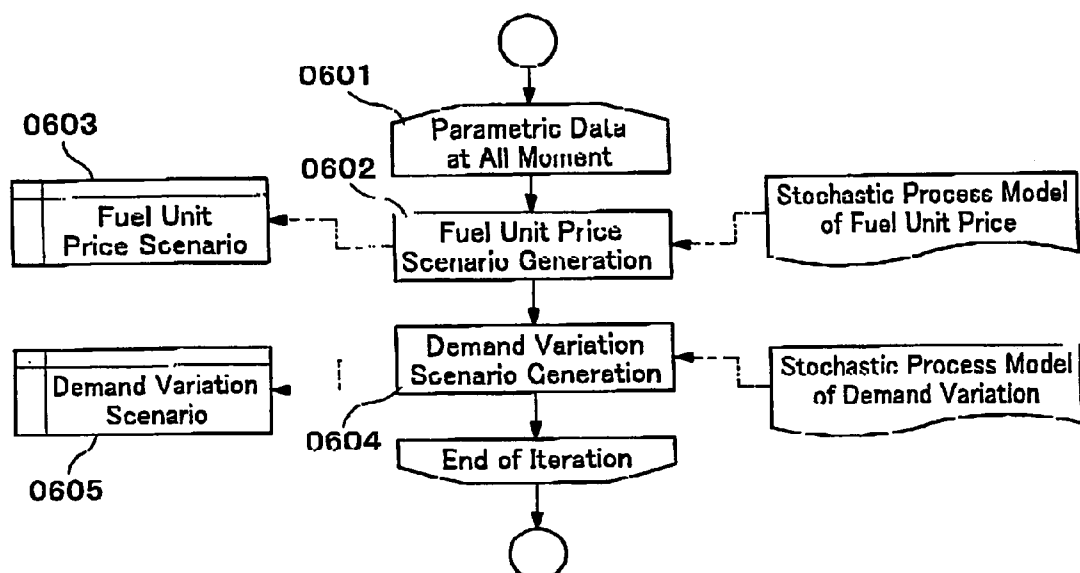 0601
Parametric Data
at All Moment
0603
0602
Fuel Unit
Price Scenario
Fuel Unit Price
Scenario Generation
Stochastic Process Model
of Fuel Unit Price
Demand Variation
Scenario
Demand Variation
Scenario Generation
Stochastic Process Model
of Demand Variation
0604
End of Iteration
0605